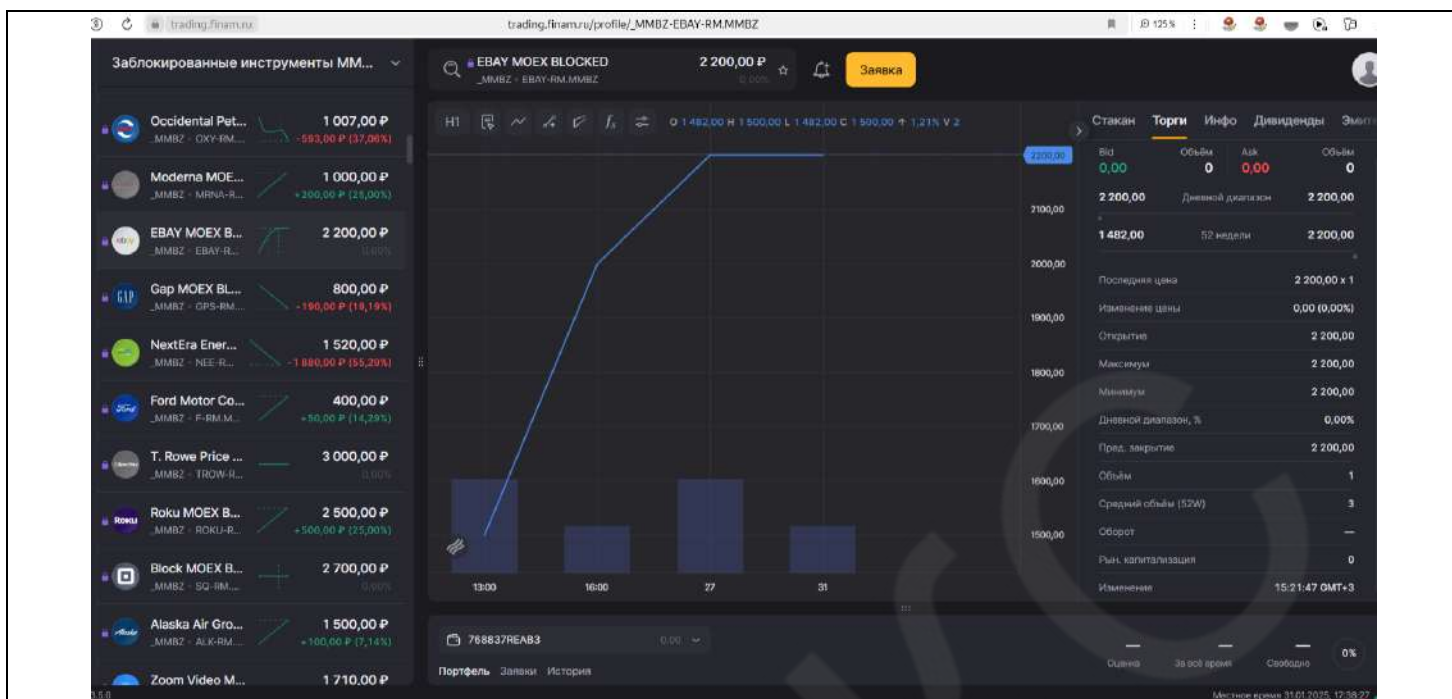 trading.finam.ru
trading.finam.ru/profile/_MMBZ-EBAY-RM.MMBZ
125 %
Заблокированные инструменты ММ...
EBAY MOEX BLOCKED
2 200,00 ₽
_MMBZ · EBAY-RM.MMBZ
0,00%
Заявка
Occidental Pet...
1 007,00 ₽
_MMBZ · OXY-RM...
-593,00 ₽ (37,06%)
Moderna MOE...
1 000,00 ₽
_MMBZ · MRNA-R...
+200,00 ₽ (25,00%)
EBAY MOEX B...
2 200,00 ₽
_MMBZ · EBAY-R...
0,00%
Gap MOEX BL...
800,00 ₽
_MMBZ · GPS-RM....
-190,00 ₽ (19,19%)
NextEra Ener...
1 520,00 ₽
_MMBZ · NEE-R...
-1 880,00 ₽ (55,29%)
Ford Motor Co...
400,00 ₽
_MMBZ · F-RM.M...
+50,00 ₽ (14,29%)
T. Rowe Price ...
3 000,00 ₽
_MMBZ · TROW-R...
0,00%
Roku MOEX B...
2 500,00 ₽
_MMBZ · ROKU-R...
+500,00 ₽ (25,00%)
Block MOEX B...
2 700,00 ₽
_MMBZ · SQ-RM....
0,00%
Alaska Air Gro...
1 500,00 ₽
_MMBZ · ALK-RM...
+100,00 ₽ (7,14%)
Zoom Video M...
1 710,00 ₽
3.5.0
H1
O 1 482,00 H 1 500,00 L 1 482,00 C 1 500,00 + 1,21% V 2
2200,00
2100,00
2000,00
1900,00
1800,00
1700,00
1600,00
1500,00
13:00 16:00 27 31
768837REAB3
0,00
Портфель Заявки История
Стакан Торги Инфо Дивиденды
Bid Объём Ask Объём
0,00 0 0,00 0
2 200,00 Дневной диапазон 2 200,00
1 482,00 52 недели 2 200,00
Последняя цена 2 200,00 x 1
Изменение цены 0,00 (0,00%)
Открытие 2 200,00
Максимум 2 200,00
Минимум 2 200,00
Дневной диапазон, % 0,00%
Пред. закрытие 2 200,00
Объём 1
Средний объём (52W) 3
Оборот —
Рын. капитализация 0
Изменение 15:21:47 GMT+3
— — — 0%
Оценка За всё время Свободно
Местное время 31.01.2025, 17:38:27